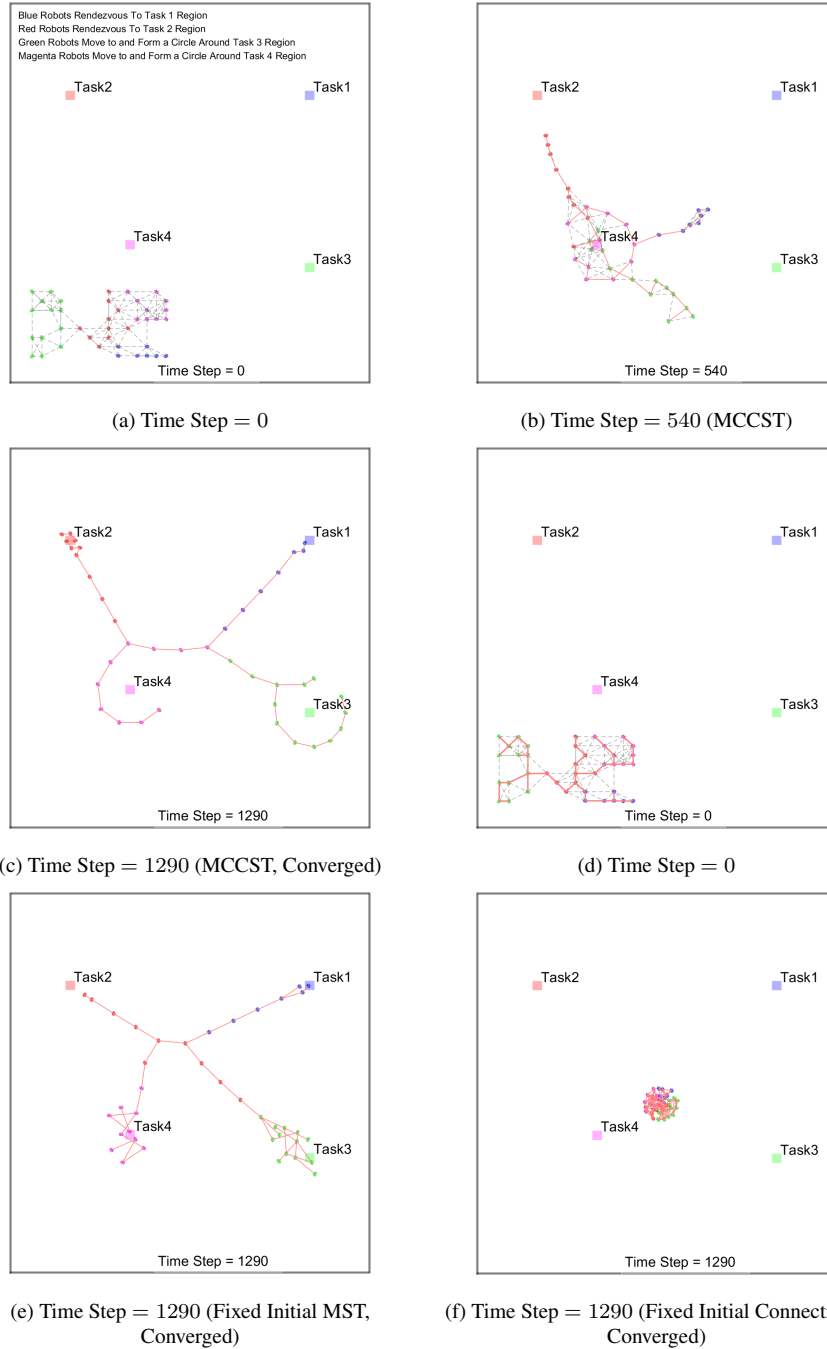 Blue Robots Rendezvous To Task 1 Region
Red Robots Rendezvous To Task 2 Region
Green Robots Move to and Form a Circle Around Task 3 Region
Magenta Robots Move to and Form a Circle Around Task 4 Region
Task2
Task1
Task4
Task3
Time Step = 0
(a) Time Step = 0
Task2
Task1
Task4
Task3
Time Step = 540
(b) Time Step = 540 (MCCST)
Task2
Task1
Task4
Task3
Time Step = 1290
(c) Time Step = 1290 (MCCST, Converged)
Task2
Task1
Task4
Task3
Time Step = 0
(d) Time Step = 0
Task2
Task1
Task4
Task3
Time Step = 1290
(e) Time Step = 1290 (Fixed Initial MST,
Converged)
Task2
Task1
Task4
Task3
Time Step = 1290
(f) Time Step = 1290 (Fixed Initial
Converged)